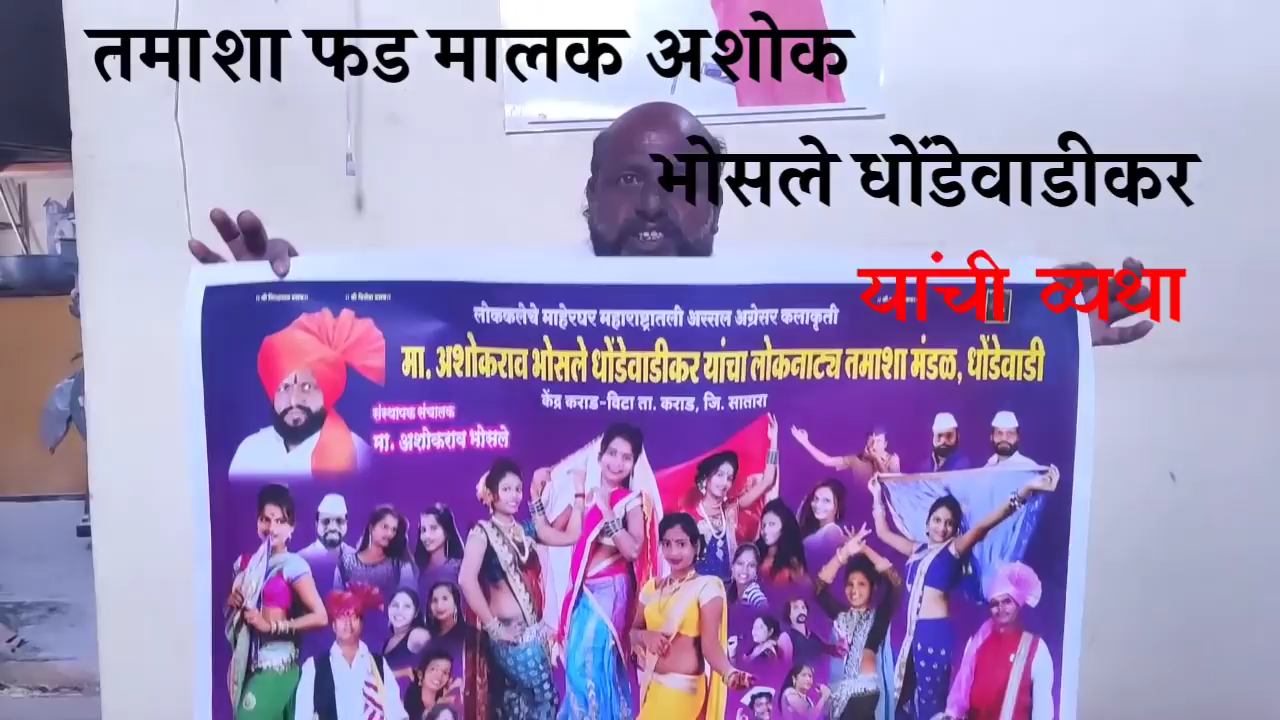 तमाशा फड मालक अशोक
भोसले धोंडेवाडीकर
यांची व्यथा
लोककलेचे माहेरघर महाराष्ट्रातली अस्सल अग्रेसर कलाकृती
मा. अशोकराव भोसले धोंडेवाडीकर यांचा लोकनाट्य तमाशा मंडळ, धोंडेवाडी
केंद्र कराड-विटा ता. कराड, जि. सातारा
संस्थापक संचालक
मा. अशोकराव भोसले